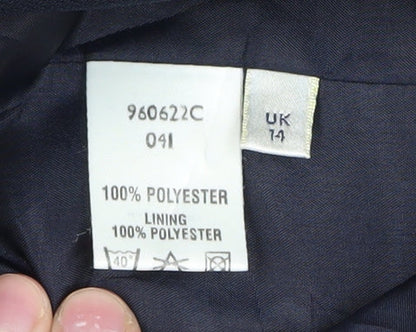 960622C
041
100% POLYESTER
LINING
100% POLYESTER
40°
UK
14